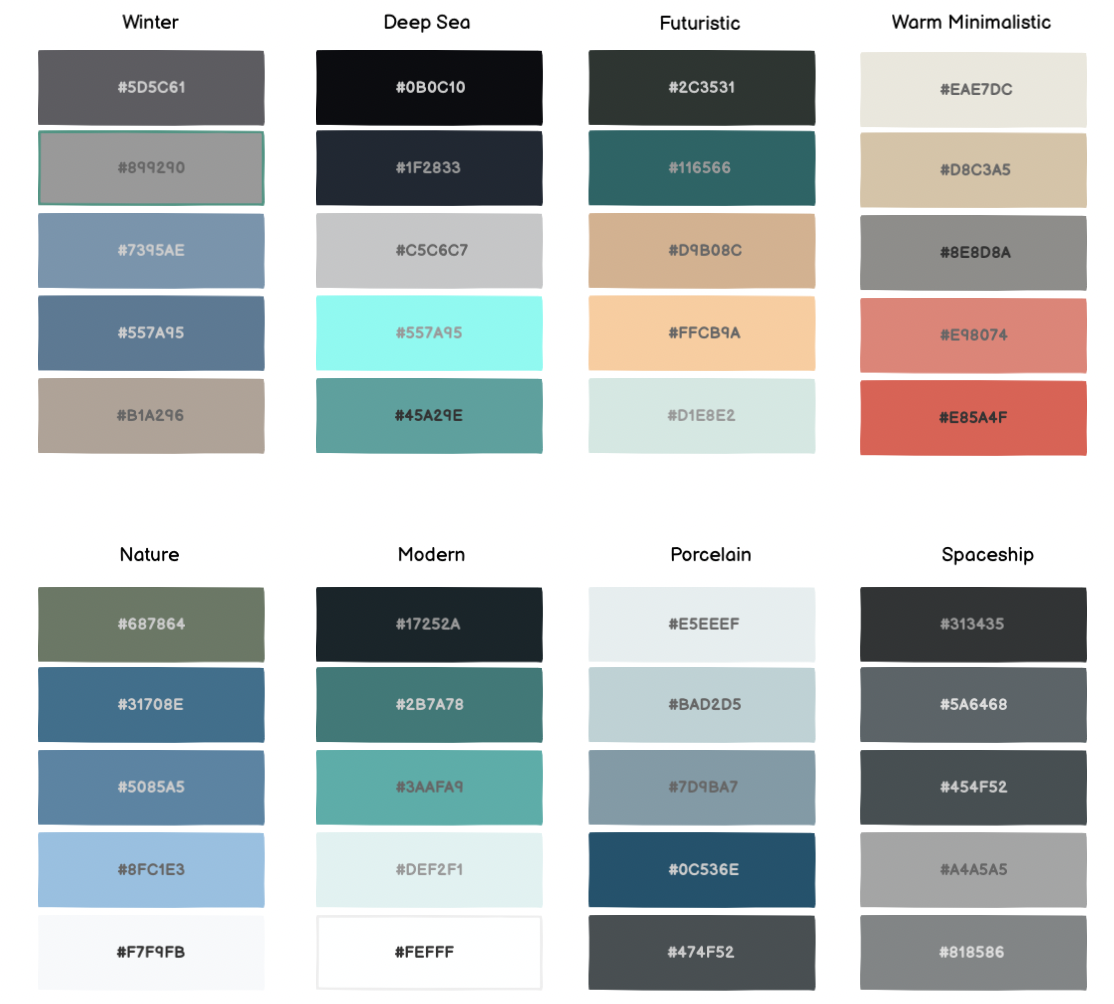 Winter
Deep Sea
Futuristic
Warm Minimalistic
#5D5C61
#0B0C10
#2C3531
#EAE7DC
#899290
#1F2833
#116566
#D8C3A5
#7395AE
#C5C6C7
#D9B08C
#8E8D8A
#557A95
#557A95
#FFCB9A
#E98074
#B1A296
#45A29E
#D1E8E2
#E85A4F
Nature
Modern
Porcelain
Spaceship
#687864
#17252A
#E5EEEF
#313435
#31708E
#2B7A78
#BAD2D5
#5A6468
#5085A5
#3AAFA9
#7D9BA7
#454F52
#8FC1E3
#DEF2F1
#0C536E
#A4A5A5
#F7F9FB
#FEFFF
#474F52
#818586